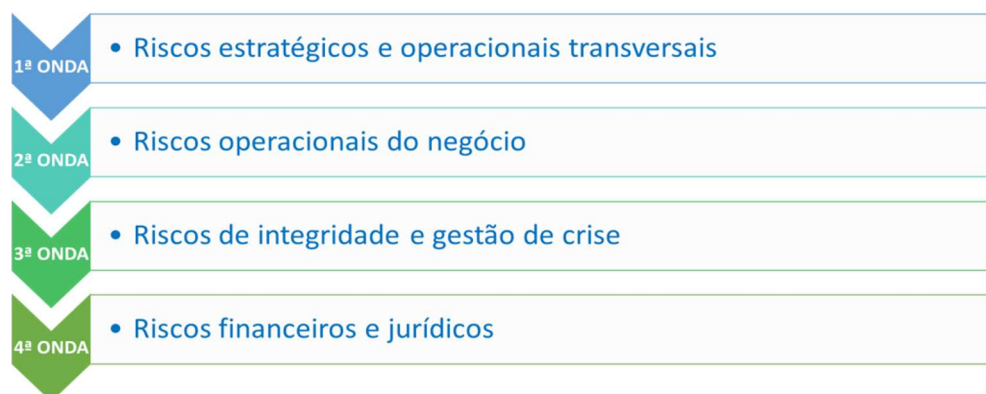 1ª ONDA
• Riscos estratégicos e operacionais transversais
2ª ONDA
• Riscos operacionais do negócio
3ª ONDA
• Riscos de integridade e gestão de crise
4ª ONDA
• Riscos financeiros e jurídicos